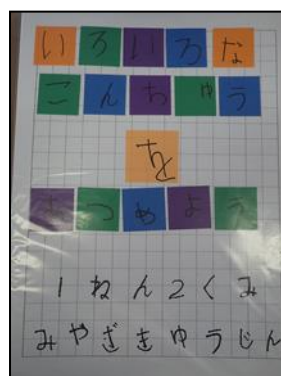 いろいろな
こんちゅう
を
あつめよう
1ねん2くみ
みやざきゆうじん